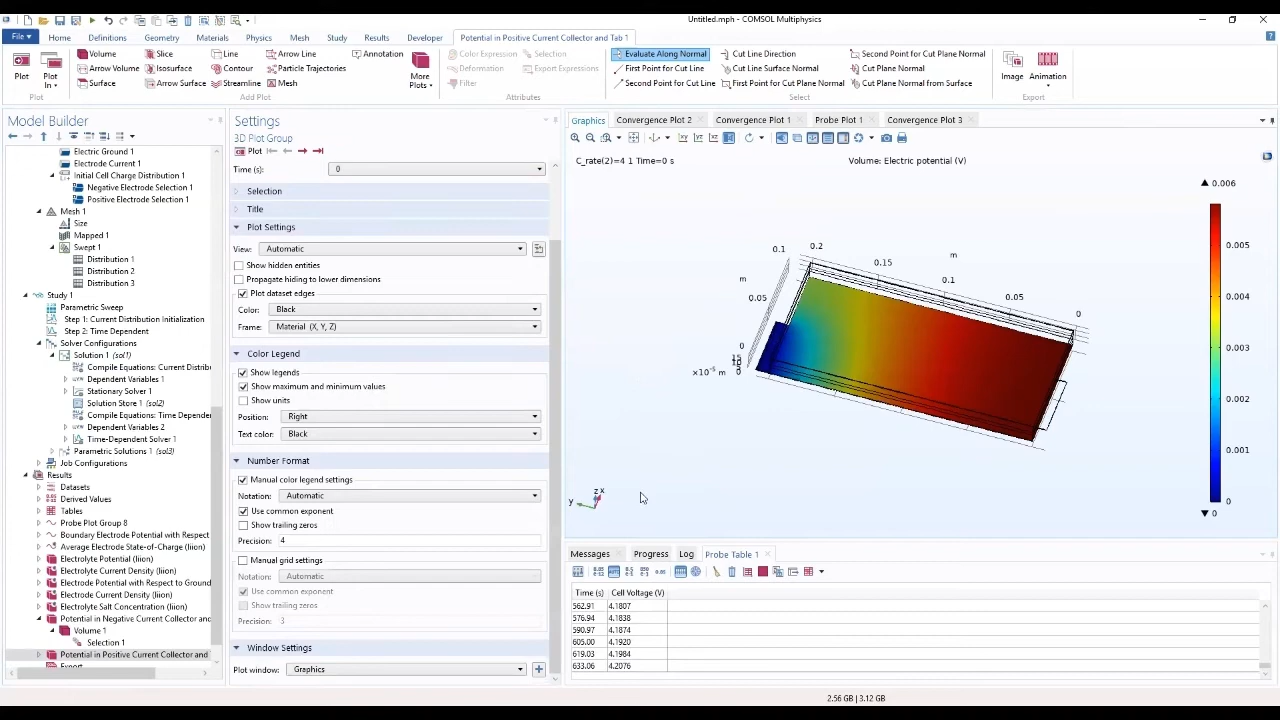 Untitled.mph - COMSOL Multiphysics
File Home Definitions Geometry Materials Physics Mesh Study Results Developer Potential in Positive Current Collector and Tab 1
Volume Slice Line Arrow Line Annotation Color Expression Selection Evaluate Along Normal Cut Line Direction Second Point for Cut Plane Normal
Plot Plot In Arrow Volume Isosurface Contour Particle Trajectories More Plots Deformation Export Expressions First Point for Cut Line Cut Line Surface Normal Cut Plane Normal Image Animation
Surface Arrow Surface Streamline Mesh Filter Second Point for Cut Line First Point for Cut Plane Normal Cut Plane Normal from Surface
Plot Add Plot Attributes Select Export
Model Builder
Electric Ground 1
Electrode Current 1
Initial Cell Charge Distribution 1
Negative Electrode Selection 1
Positive Electrode Selection 1
Mesh 1
Size
Mapped 1
Swept 1
Distribution 1
Distribution 2
Distribution 3
Study 1
Parametric Sweep
Step 1: Current Distribution Initialization
Step 2: Time Dependent
Solver Configurations
Solution 1 (sol1)
Compile Equations: Current Distrib
Dependent Variables 1
Stationary Solver 1
Solution Store 1 (sol2)
Compile Equations: Time Depende
Dependent Variables 2
Time-Dependent Solver 1
Parametric Solutions 1 (sol3)
Job Configurations
Results
Datasets
Derived Values
Tables
Probe Plot Group 8
Boundary Electrode Potential with Respect
Average Electrode State-of-Charge (liion)
Electrolyte Potential (liion)
Electrolyte Current Density (liion)
Electrode Potential with Respect to Ground
Electrode Current Density (liion)
Electrolyte Salt Concentration (liion)
Potential in Negative Current Collector and
Volume 1
Selection 1
Potential in Positive Current Collector and
Export
Settings
3D Plot Group
Plot
Time (s): 0
Selection
Title
Plot Settings
View: Automatic
Show hidden entities
Propagate hiding to lower dimensions
Plot dataset edges
Color: Black
Frame: Material (X, Y, Z)
Color Legend
Show legends
Show maximum and minimum values
Show units
Position: Right
Text color: Black
Number Format
Manual color legend settings
Notation: Automatic
Use common exponent
Show trailing zeros
Precision: 4
Manual grid settings
Notation: Automatic
Use common exponent
Show trailing zeros
Precision: 3
Window Settings
Plot window: Graphics
Graphics Convergence Plot 2 Convergence Plot 1 Probe Plot 1 Convergence Plot 3
C_rate(2)=4 1 Time=0 s Volume: Electric potential (V)
0.006
0.005
0.004
0.003
0.002
0.001
0
0
0.1 0.2
m
0.15
m
0.1
0.05
0.05
0
0
15
10
5
0
×10⁻⁵ m
z x
y
Messages Progress Log Probe Table 1
Time (s) Cell Voltage (V)
562.91 4.1807
576.94 4.1838
590.97 4.1874
605.00 4.1920
619.03 4.1984
633.06 4.2076
2.56 GB | 3.12 GB